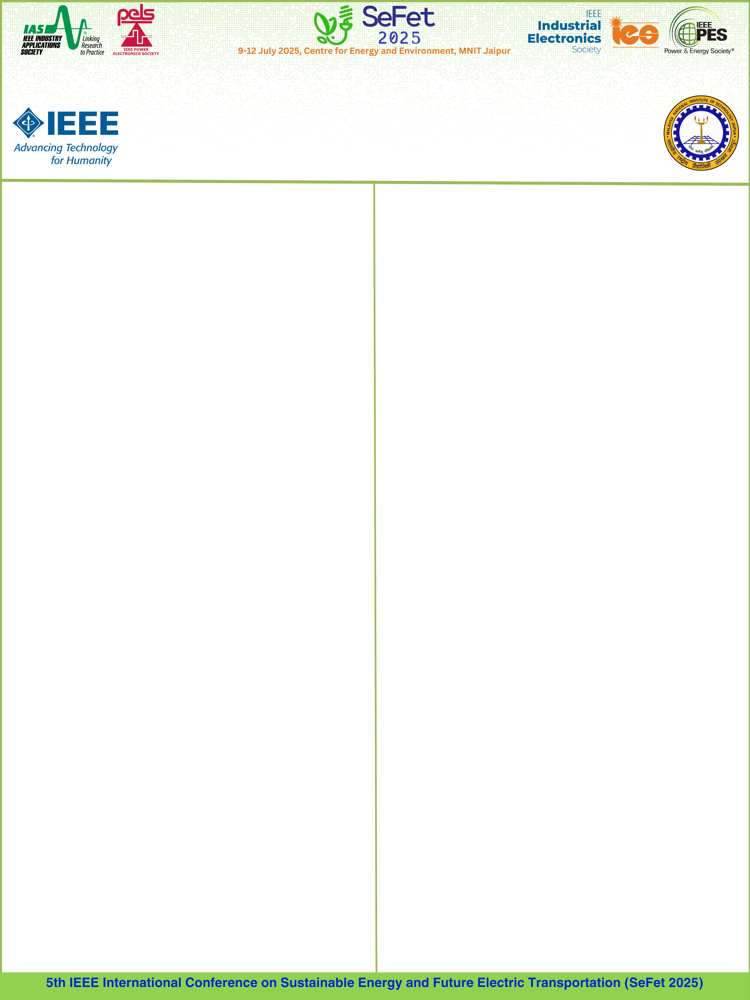 IAS
IEEE INDUSTRY
APPLICATIONS
SOCIETY
®
Linking
Research
to Practice
pels
IEEE POWER
ELECTRONICS SOCIETY
SeFet
2025
9-12 July 2025, Centre for Energy and Environment, MNIT Jaipur
IEEE
Industrial
Electronics
Society
ies
IEEE
PES
Power & Energy Society®
IEEE
®
Advancing Technology
for Humanity
• MALAVIYA NATIONAL INSTITUTE OF TECHNOLOGY JAIPUR •
योगः कर्मसु कौशलम्
मालवीय राष्ट्रीय प्रौद्योगिकी संस्थान जयपुर
5th IEEE International Conference on Sustainable Energy and Future Electric Transportation (SeFet 2025)